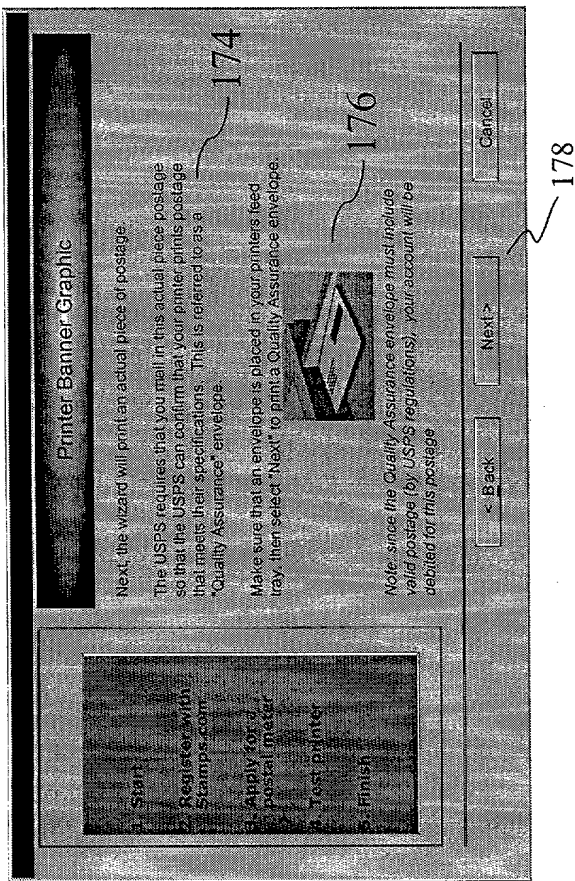 Printer Banner Graphic
1. Start
2. Register with
Stamps.com
3. Apply for a
postal meter
4. Test printer
5. Finish
Next, the wizard will print an actual piece of postage.
The USPS requires that you mail in this actual piece postage
so that the USPS can confirm that your printer prints postage
that meets their specifications. This is referred to as a
"Quality Assurance" envelope.
174
Make sure that an envelope is placed in your printers feed
tray, then select "Next" to print a Quality Assurance envelope.
176
Note: since the Quality Assurance envelope must include
valid postage (by USPS regulations), your account will be
debited for this postage
< Back
Next >
Cancel
178